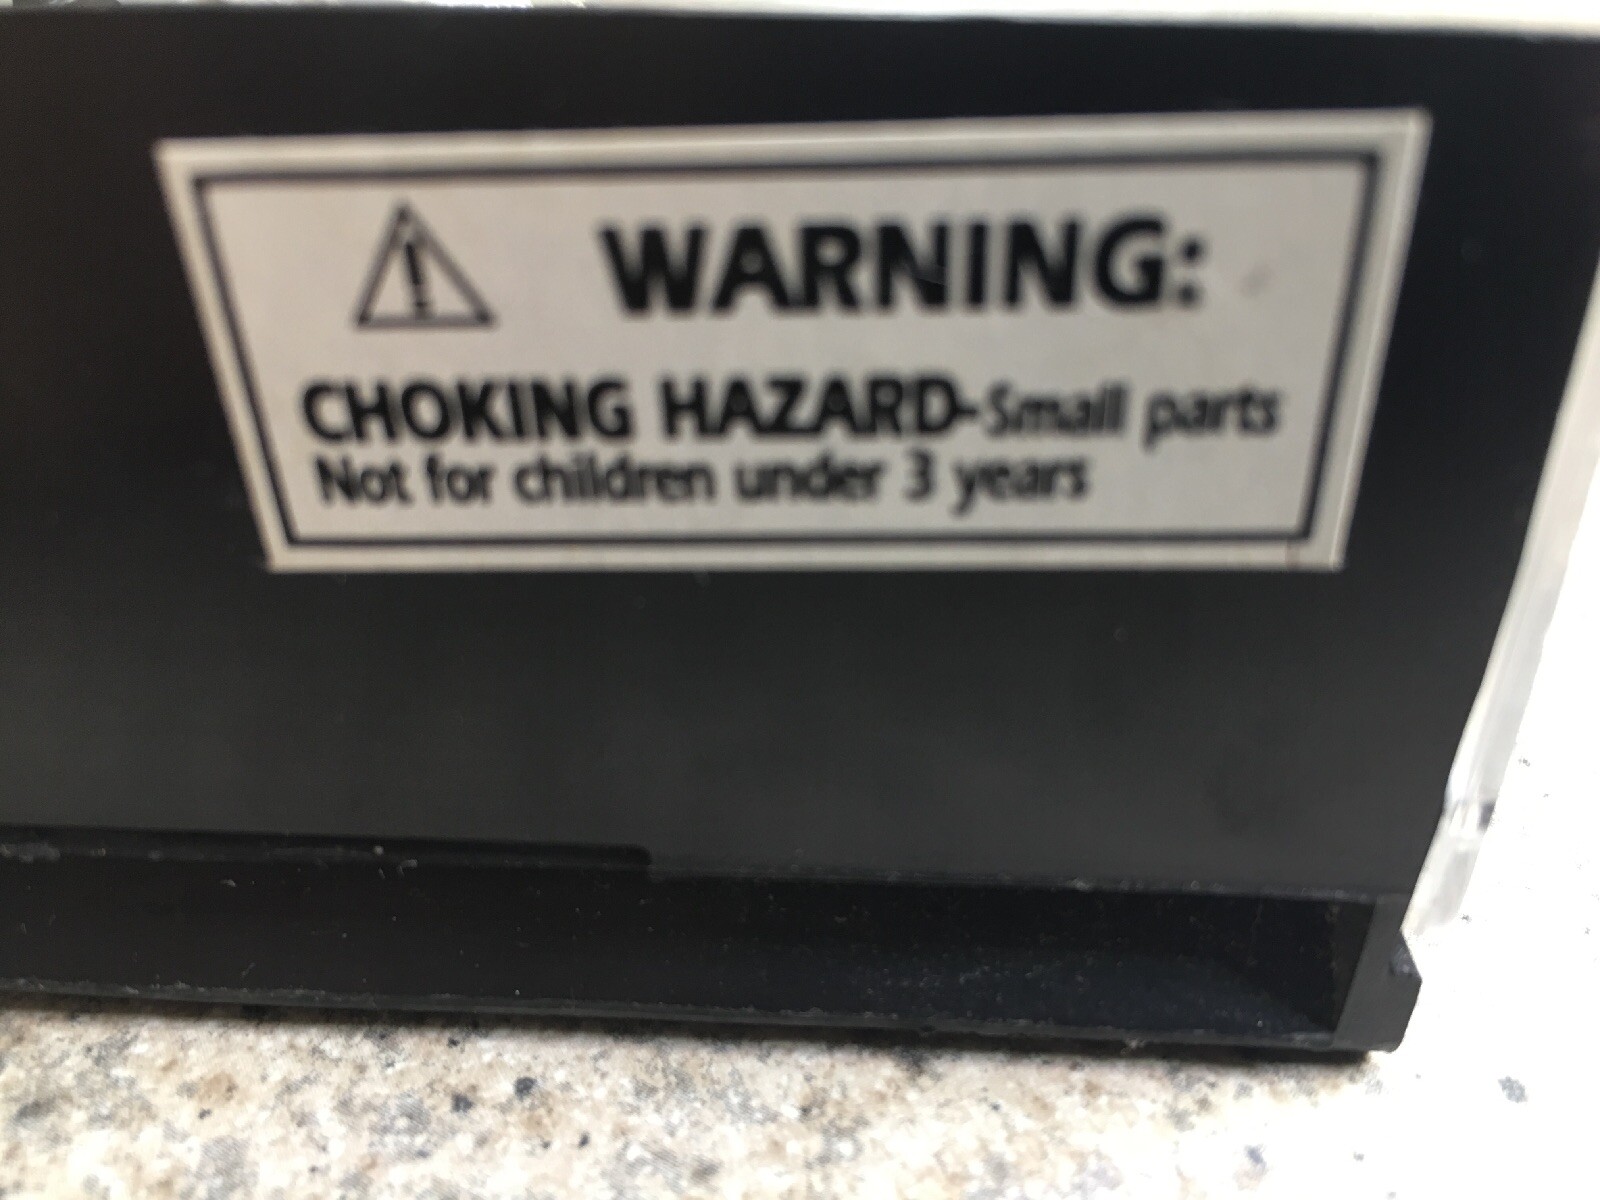 WARNING:
CHOKING HAZARD-Small parts
Not for children under 3 years